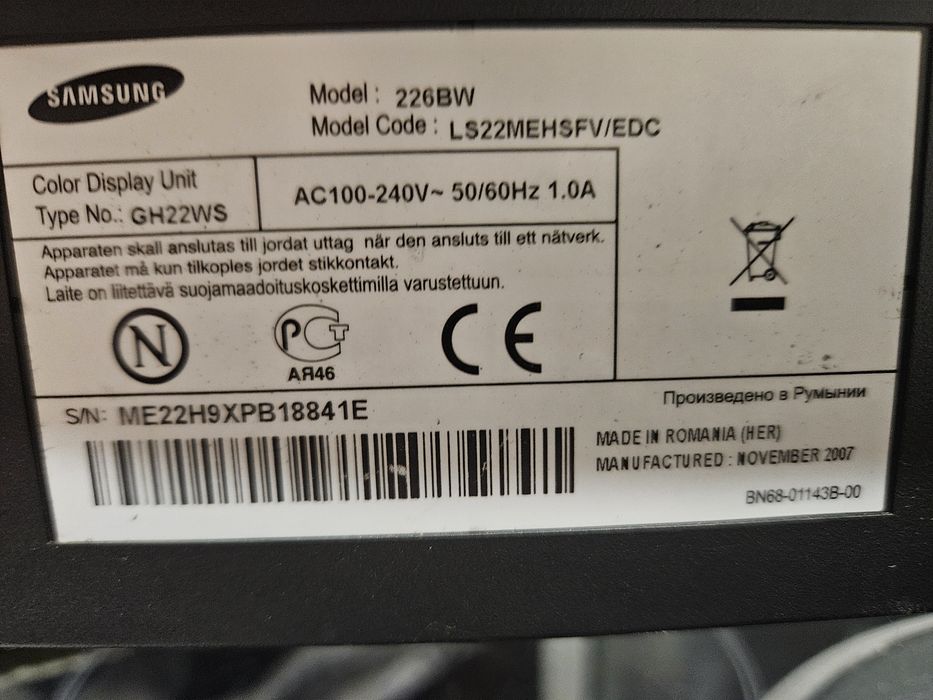 SAMSUNG
Model : 226BW
Model Code : LS22MEHSFV/EDC
Color Display Unit
Type No.: GH22WS
AC100-240V~ 50/60Hz 1.0A
Apparaten skall anslutas till jordat uttag när den ansluts till ett nätverk.
Apparatet må kun tilkoples jordet stikkontakt.
Laite on liitettävä suojamaadoituskoskettimilla varustettuun.
N
РСТ
АЯ46
CE
S/N: ME22H9XPB18841E
Произведено в Румынии
MADE IN ROMANIA (HER)
MANUFACTURED : NOVEMBER 2007
BN68-01143B-00